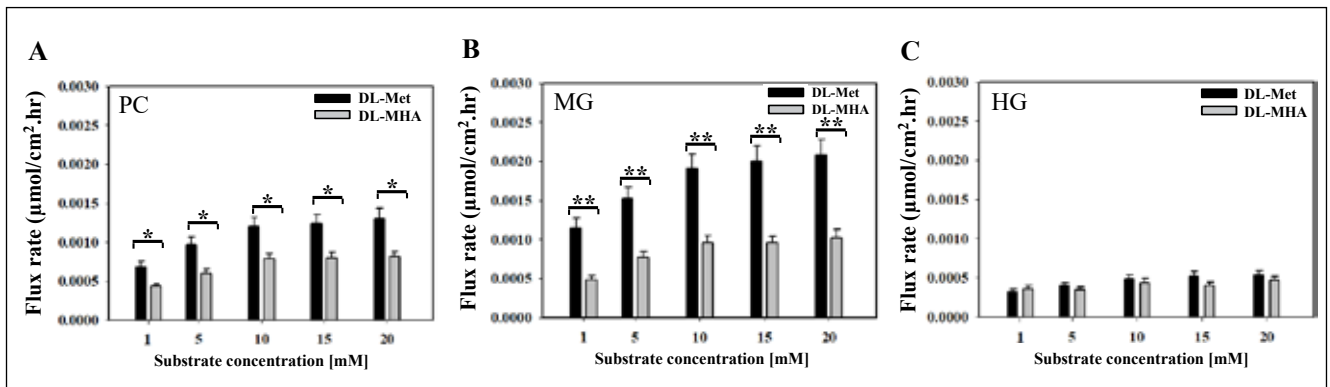 A
Flux rate (μmol/cm².hr)
0.0030
0.0025
0.0020
0.0015
0.0010
0.0005
0.0000
PC
DL-Met
DL-MHA
*
*
*
*
*
1 5 10 15 20
Substrate concentration [mM]
B
Flux rate (μmol/cm².hr)
0.0030
0.0025
0.0020
0.0015
0.0010
0.0005
0.0000
MG
DL-Met
DL-MHA
**
**
**
**
**
1 5 10 15 20
Substrate concentration [mM]
C
Flux rate (μmol/cm².hr)
0.0030
0.0025
0.0020
0.0015
0.0010
0.0005
0.0000
HG
DL-Met
DL-MHA
1 5 10 15 20
Substrate concentration [mM]